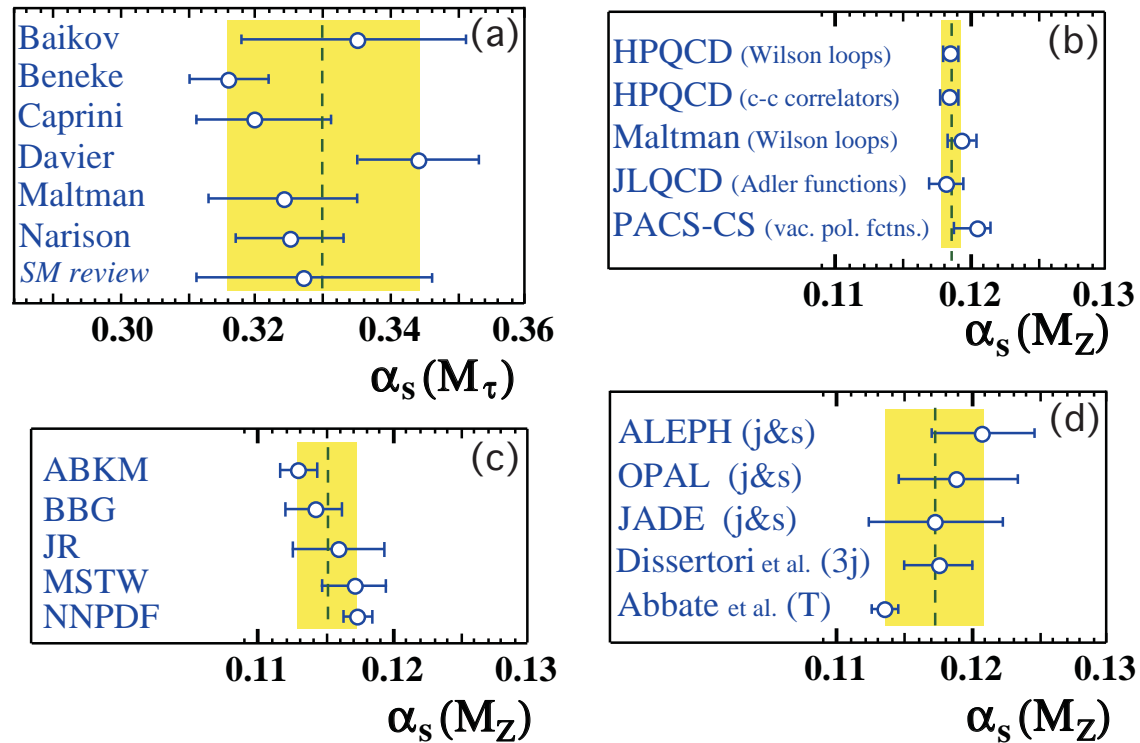 (a)
Baikov
Beneke
Caprini
Davier
Maltman
Narison
SM review
0.30 0.32 0.34 0.36
αs(Mτ)
(b)
HPQCD (Wilson loops)
HPQCD (c-c correlators)
Maltman (Wilson loops)
JLQCD (Adler functions)
PACS-CS (vac. pol. fctns.)
0.11 0.12 0.13
αs(MZ)
(c)
ABKM
BBG
JR
MSTW
NNPDF
0.11 0.12 0.13
αs(MZ)
(d)
ALEPH (j&s)
OPAL (j&s)
JADE (j&s)
Dissertori et al. (3j)
Abbate et al. (T)
0.11 0.12 0.13
αs(MZ)